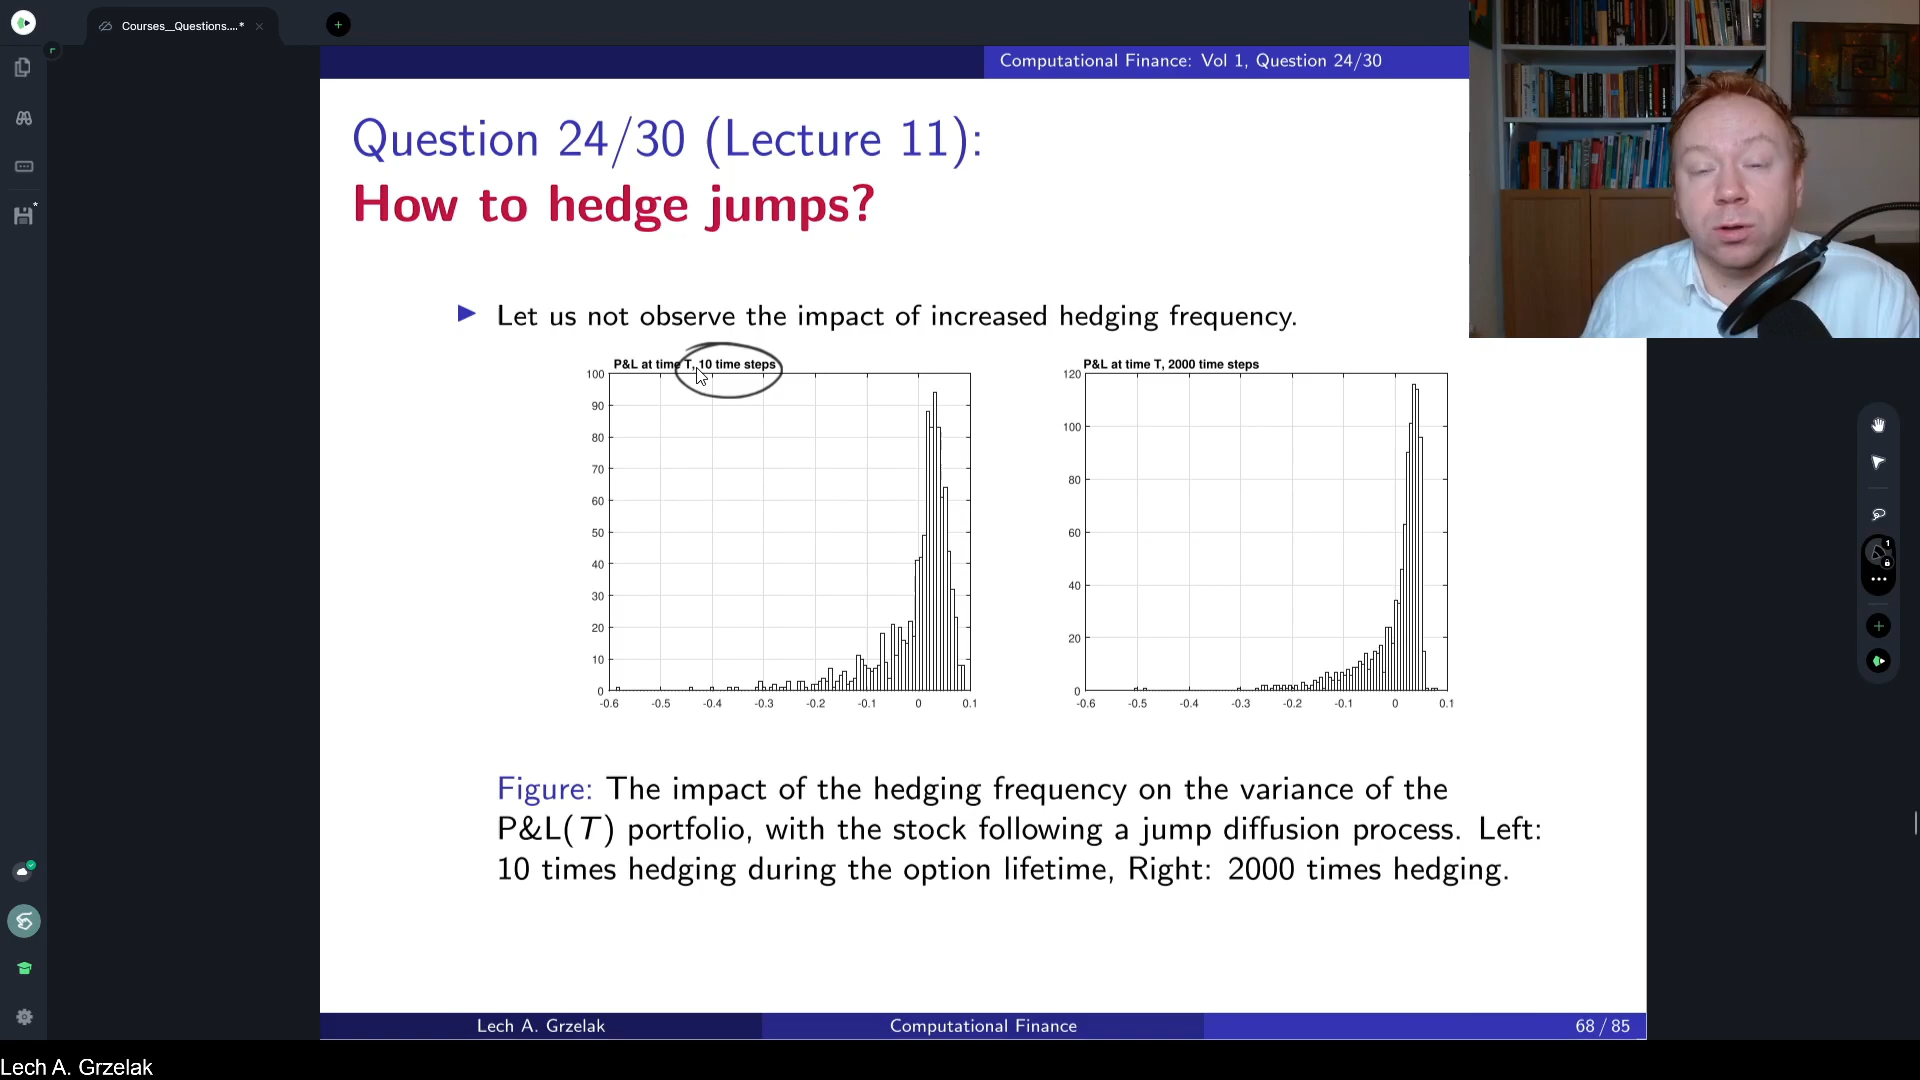 Courses__Questions....*
Computational Finance: Vol 1, Question 24/30
Question 24/30 (Lecture 11):
How to hedge jumps?
Let us not observe the impact of increased hedging frequency.
P&L at time T, 10 time steps
100
90
80
70
60
50
40
30
20
10
0
-0.6 -0.5 -0.4 -0.3 -0.2 -0.1 0 0.1
P&L at time T, 2000 time steps
120
100
80
60
40
20
0
-0.6 -0.5 -0.4 -0.3 -0.2 -0.1 0 0.1
Figure: The impact of the hedging frequency on the variance of the
P&L(T) portfolio, with the stock following a jump diffusion process. Left:
10 times hedging during the option lifetime, Right: 2000 times hedging.
1
Lech A. Grzelak
Computational Finance
68 / 85
Lech A. Grzelak